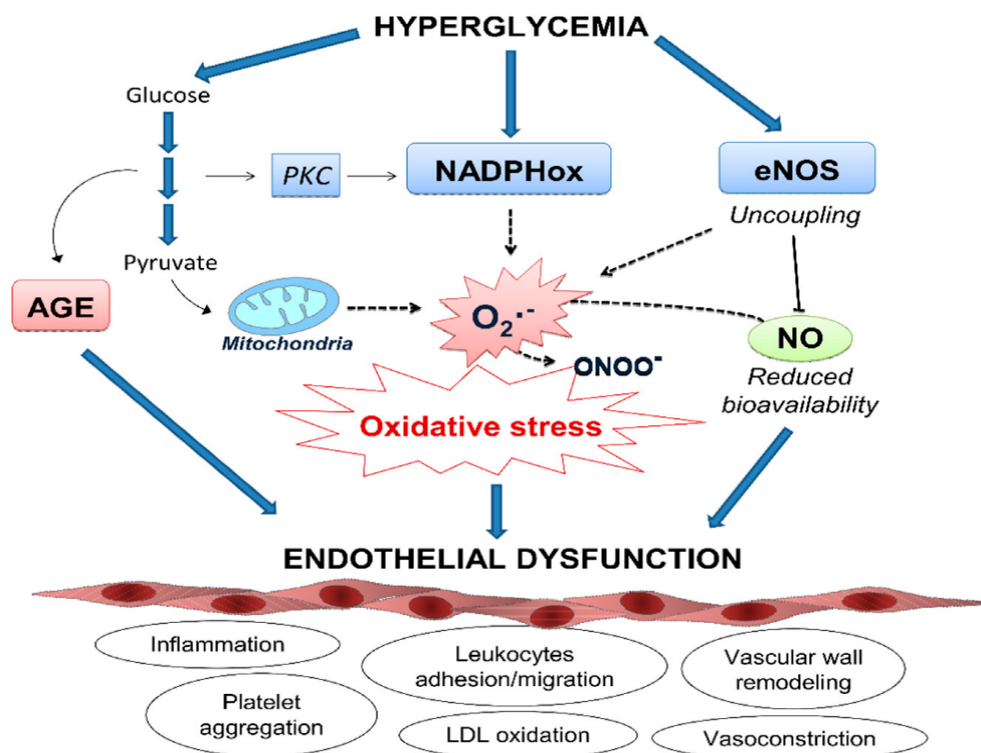 HYPERGLYCEMIA
Glucose
PKC
NADPHox
eNOS
Uncoupling
Pyruvate
AGE
Mitochondria
O₂·⁻
NO
ONOO⁻
Reduced
bioavailability
Oxidative stress
ENDOTHELIAL DYSFUNCTION
Inflammation
Leukocytes
adhesion/migration
Vascular wall
remodeling
Platelet
aggregation
LDL oxidation
Vasoconstriction